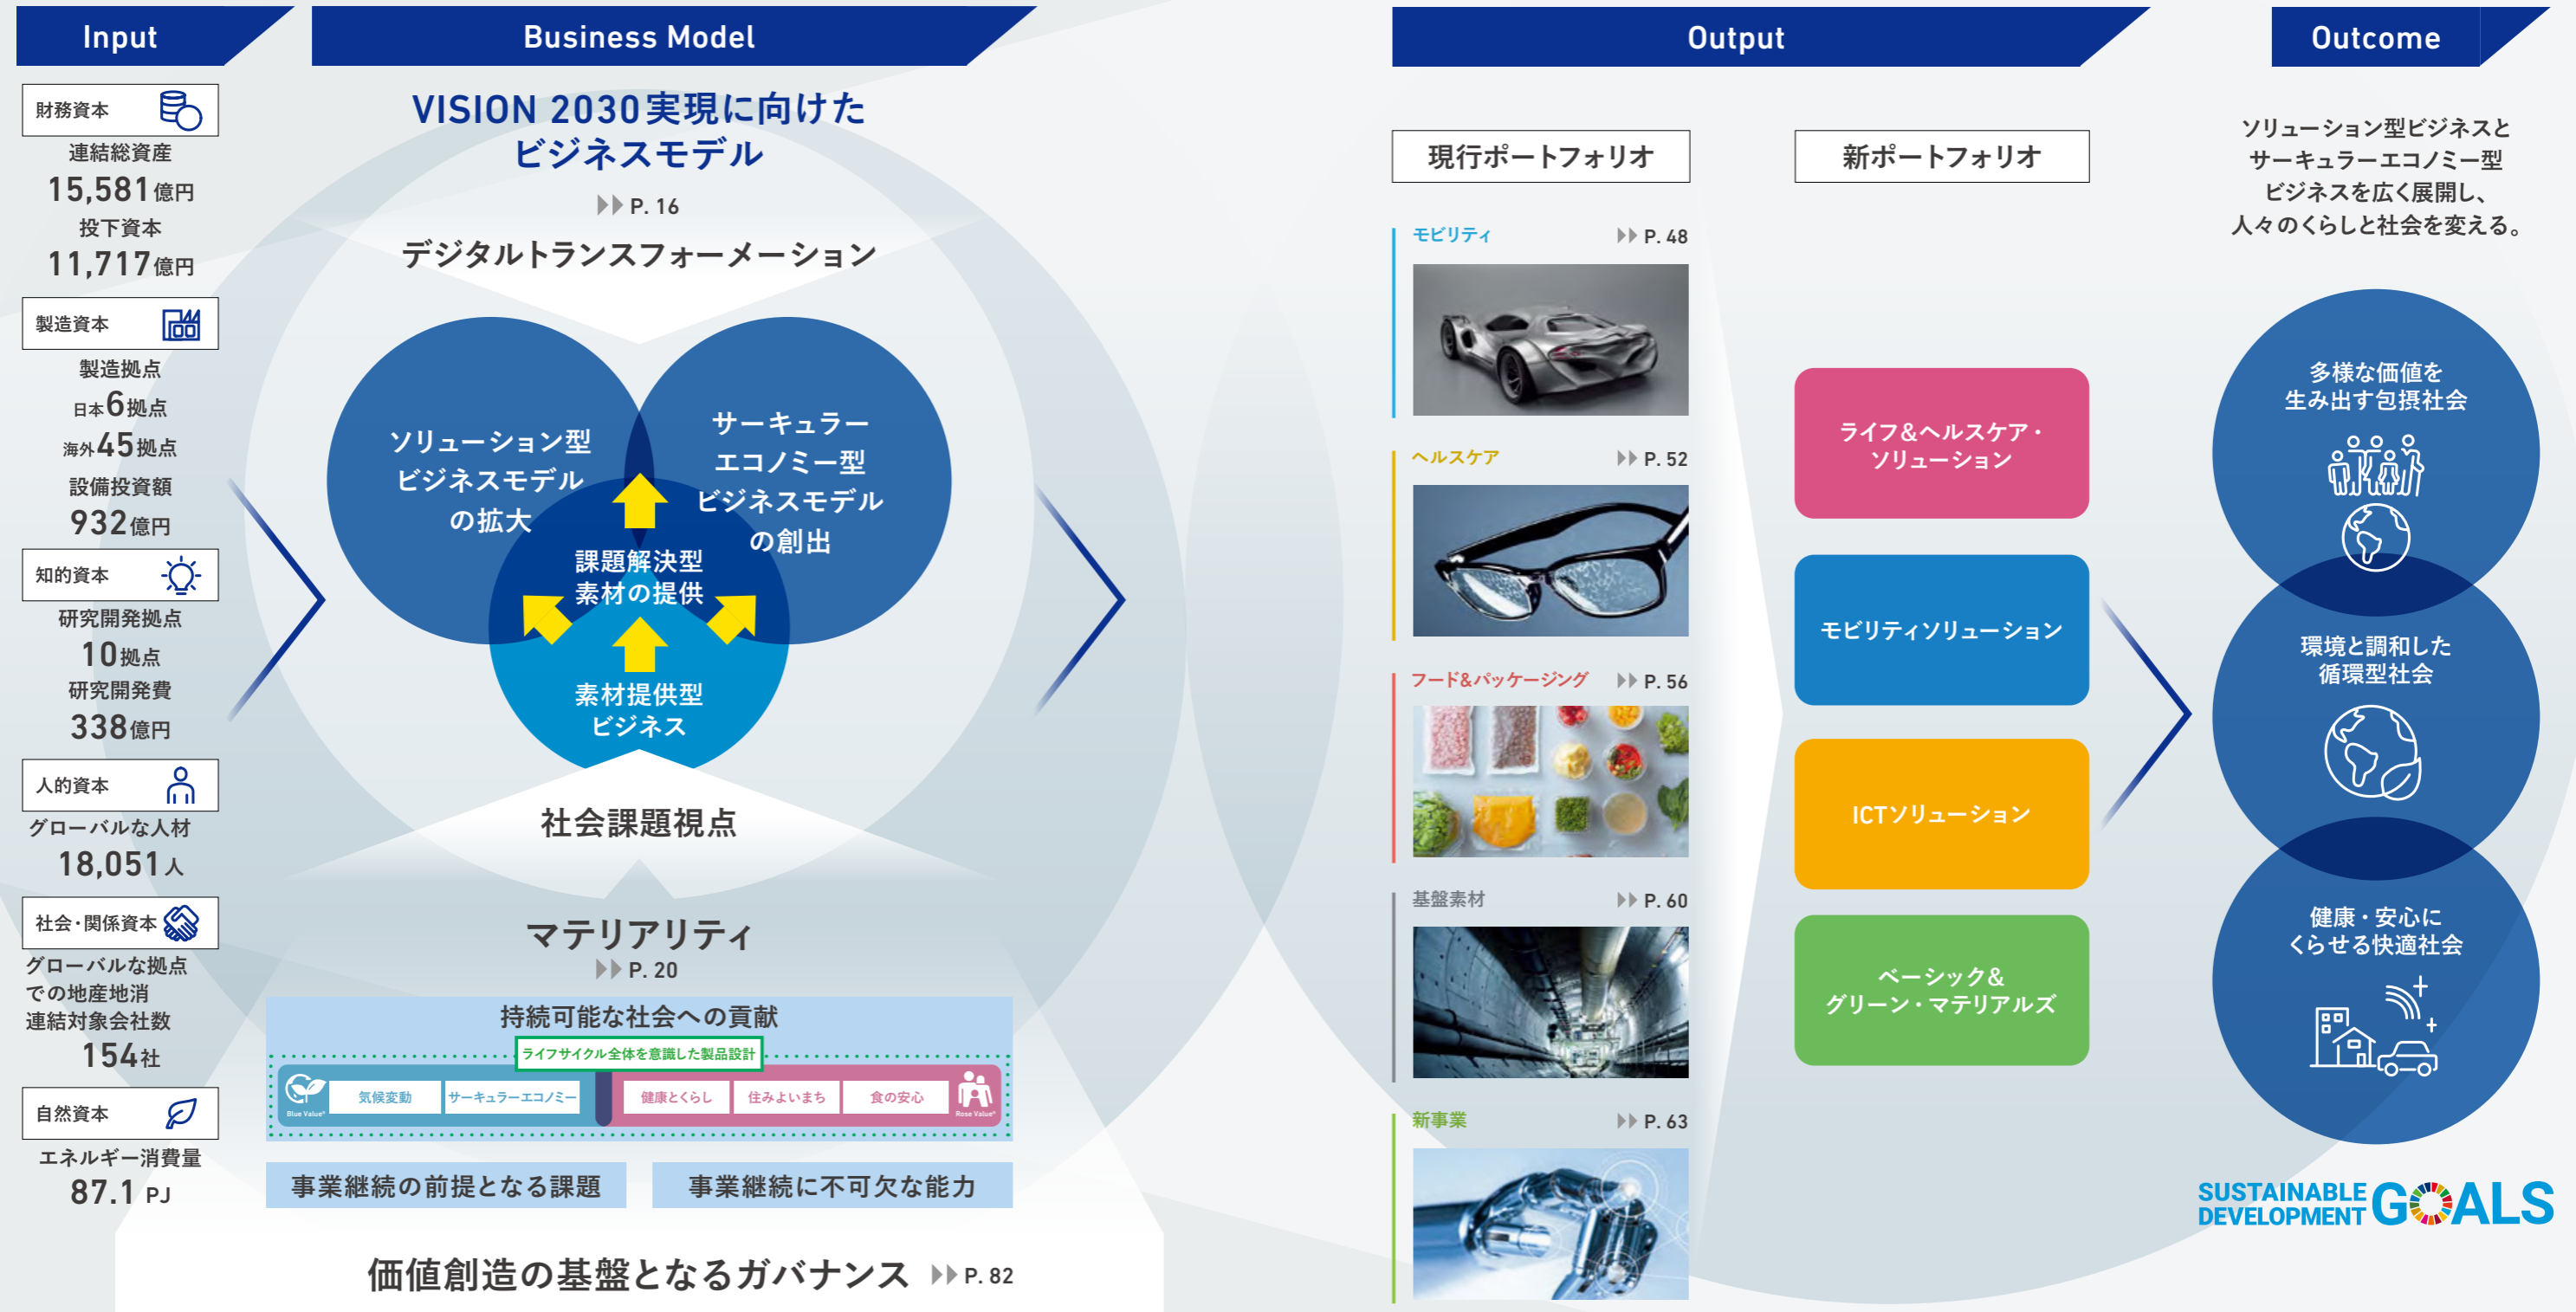 Input
財務資本
連結総資産
15,581億円
投下資本
11,717億円
製造資本
製造拠点
日本6拠点
海外45拠点
設備投資額
932億円
知的資本
研究開発拠点
10拠点
研究開発費
338億円
人的資本
グローバルな人材
18,051人
社会・関係資本
グローバルな拠点
での地産地消
連結対象会社数
154社
自然資本
エネルギー消費量
87.1 PJ
Business Model
VISION 2030実現に向けた
ビジネスモデル
P. 16
デジタルトランスフォーメーション
ソリューション型
ビジネスモデル
の拡大
サーキュラー
エコノミー型
ビジネスモデル
の創出
課題解決型
素材の提供
素材提供型
ビジネス
社会課題視点
マテリアリティ
P. 20
持続可能な社会への貢献
ライフサイクル全体を意識した製品設計
Blue Value®
気候変動
サーキュラーエコノミー
健康とくらし
住みよいまち
食の安心
Rose Value®
事業継続の前提となる課題
事業継続に不可欠な能力
価値創造の基盤となるガバナンス P. 82
Output
現行ポートフォリオ
モビリティ P. 48
ヘルスケア P. 52
フード&パッケージング P. 56
基盤素材 P. 60
新事業 P. 63
新ポートフォリオ
ライフ&ヘルスケア・
ソリューション
モビリティソリューション
ICTソリューション
ベーシック&
グリーン・マテリアルズ
Outcome
ソリューション型ビジネスと
サーキュラーエコノミー型
ビジネスを広く展開し、
人々のくらしと社会を変える。
多様な価値を
生み出す包摂社会
環境と調和した
循環型社会
健康・安心に
くらせる快適社会
SUSTAINABLE
DEVELOPMENT GOALS